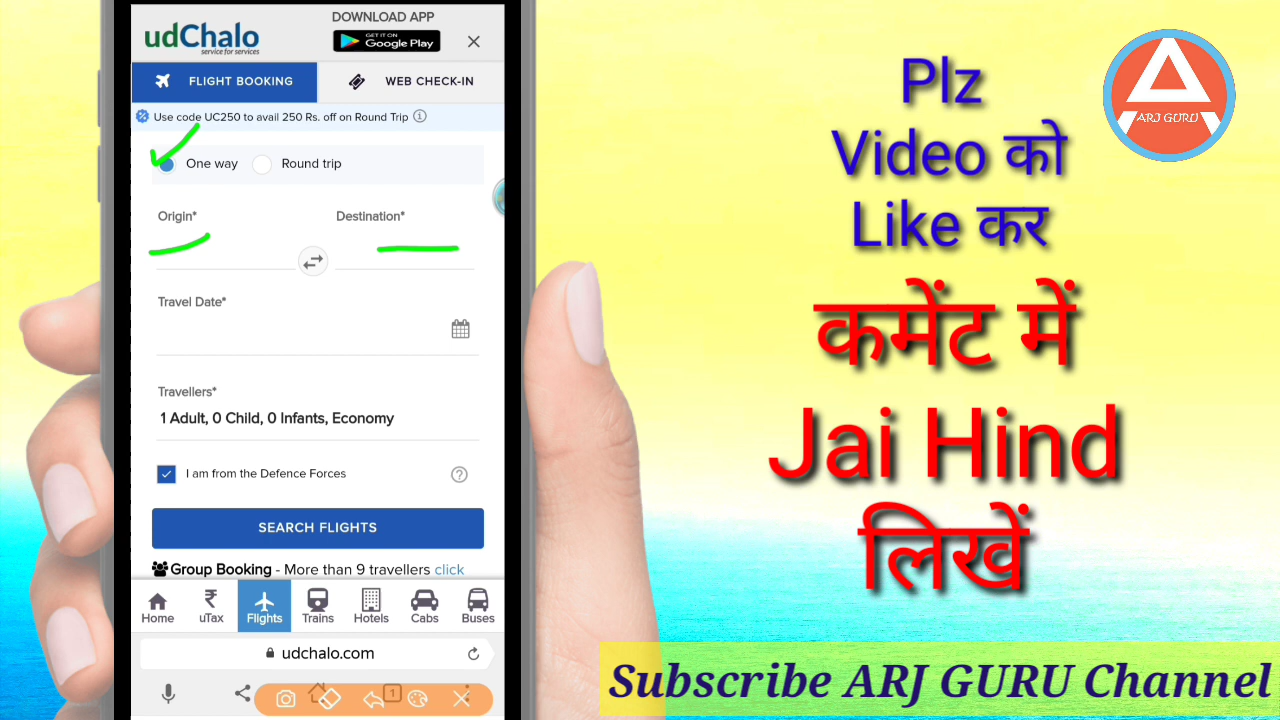 udChalo
service for services
DOWNLOAD APP
GET IT ON
Google Play
FLIGHT BOOKING
WEB CHECK-IN
Use code UC250 to avail 250 Rs. off on Round Trip
One way
Round trip
Origin*
Destination*
Travel Date*
Travellers*
1 Adult, 0 Child, 0 Infants, Economy
I am from the Defence Forces
SEARCH FLIGHTS
Group Booking - More than 9 travellers click
Home
uTax
Flights
Trains
Hotels
Cabs
Buses
udchalo.com
1
Plz
Video को
Like कर
कमेंट में
Jai Hind
लिखें
ARJ GURU
Subscribe ARJ GURU Channel